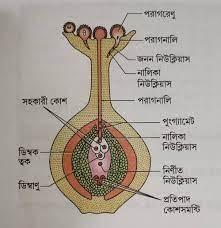 পরাগরেণু
পরাগনালি
জনন নিউক্লিয়াস
নালিকা
নিউক্লিয়াস
পরাগনালি
সহকারী কোশ
পুংগ্যামেট
নালিকা
নিউক্লিয়াস
ডিম্বক
ত্বক
নির্ণীত
নিউক্লিয়াস
ডিম্বাণু
প্রতিপাদ
কোশসমষ্টি